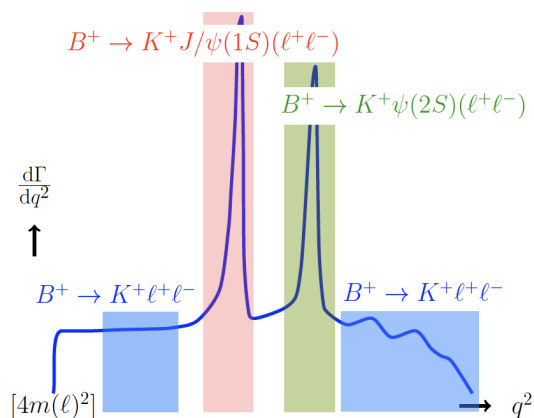 B⁺ → K⁺J/ψ(1S)(ℓ⁺ℓ⁻)
B⁺ → K⁺ψ(2S)(ℓ⁺ℓ⁻)
dΓ
dq²
B⁺ → K⁺ℓ⁺ℓ⁻
B⁺ → K⁺ℓ⁺ℓ⁻
[4m(ℓ)²]
q²